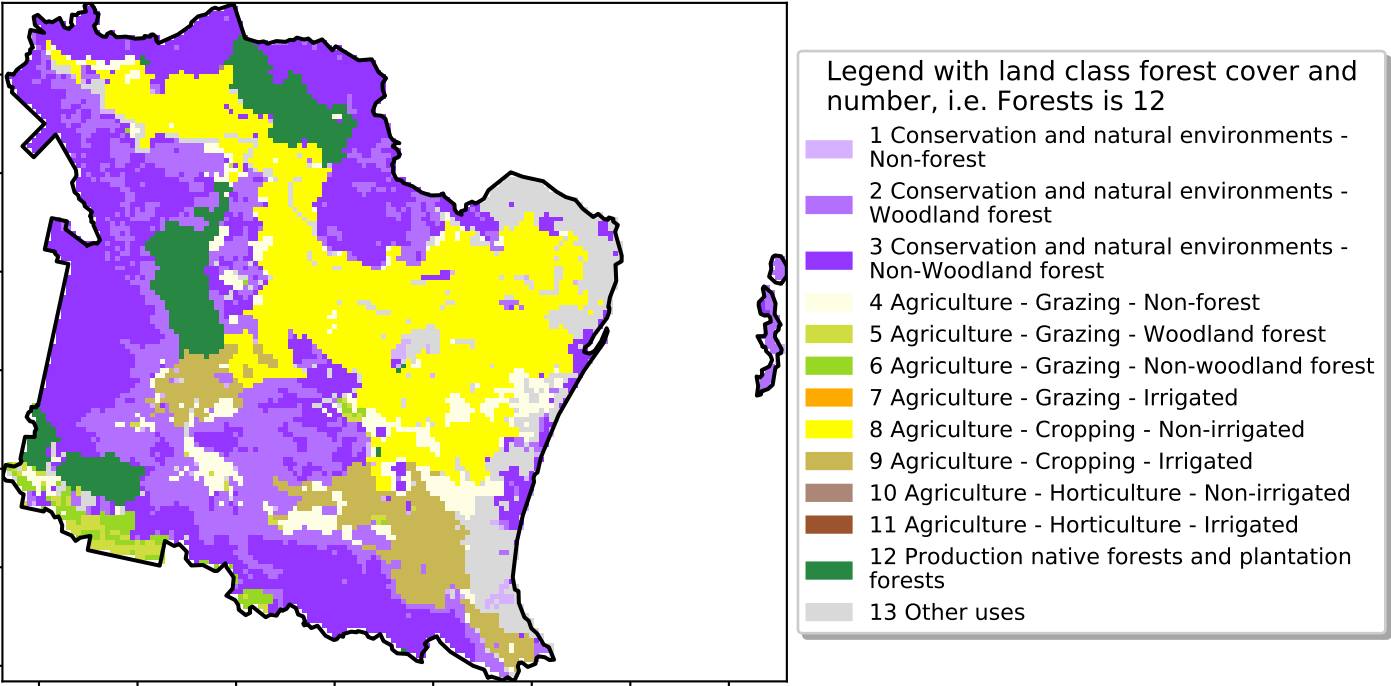 Legend with land class forest cover and
number, i.e. Forests is 12
1 Conservation and natural environments -
Non-forest
2 Conservation and natural environments -
Woodland forest
3 Conservation and natural environments -
Non-Woodland forest
4 Agriculture - Grazing - Non-forest
5 Agriculture - Grazing - Woodland forest
6 Agriculture - Grazing - Non-woodland forest
7 Agriculture - Grazing - Irrigated
8 Agriculture - Cropping - Non-irrigated
9 Agriculture - Cropping - Irrigated
10 Agriculture - Horticulture - Non-irrigated
11 Agriculture - Horticulture - Irrigated
12 Production native forests and plantation
forests
13 Other uses